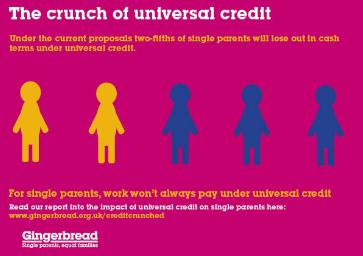 The crunch of universal credit
Under the current proposals two-fifths of single parents will lose out in cash
terms under universal credit.
For single parents, work won't always pay under universal credit
Read our report into the impact of universal credit on single parents here:
www.gingerbread.org.uk/creditcrunched
Gingerbread
Single parents, equal families